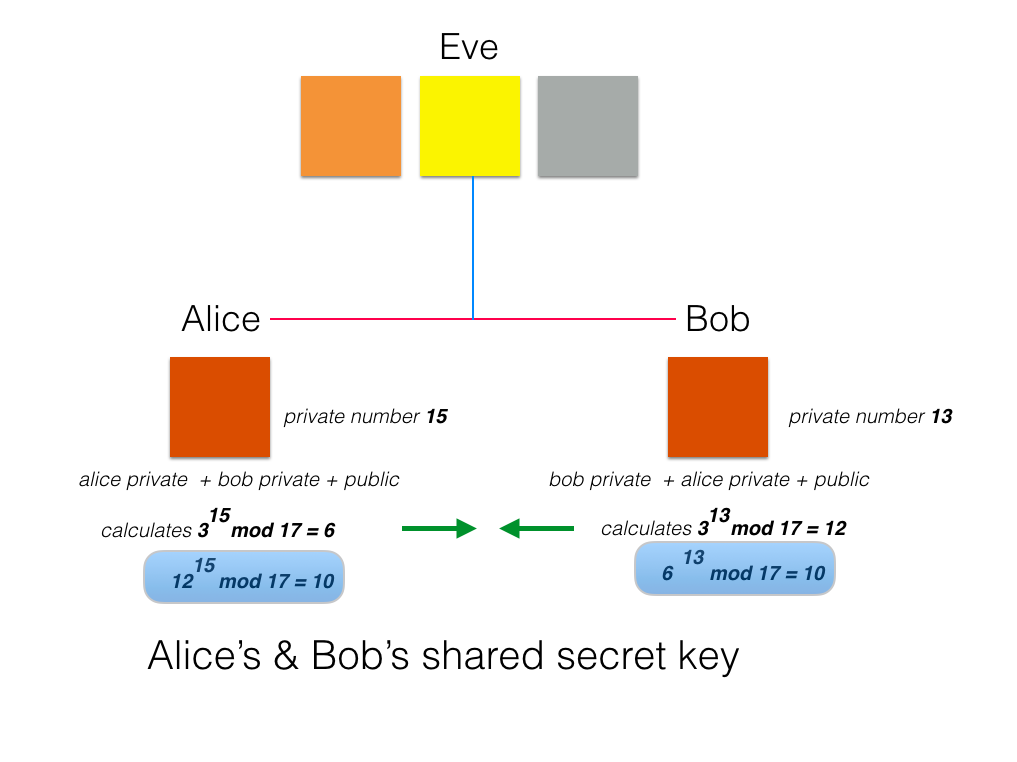 Eve
Alice
Bob
private number 15
private number 13
alice private + bob private + public
bob private + alice private + public
calculates 3^15 mod 17 = 6
calculates 3^13 mod 17 = 12
12^15 mod 17 = 10
6^13 mod 17 = 10
Alice’s & Bob’s shared secret key